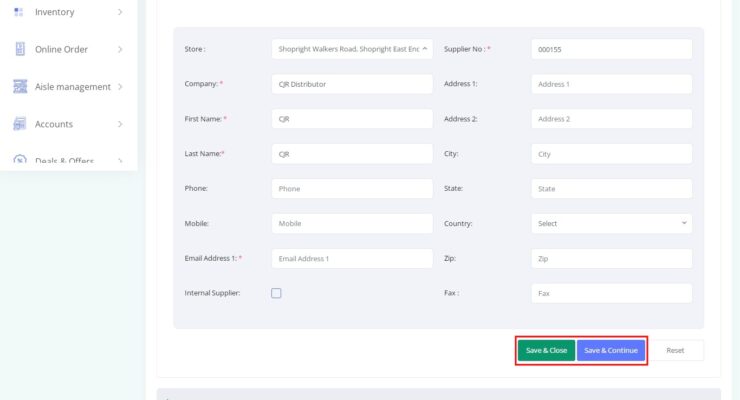 Inventory
Online Order
Aisle management
Accounts
Deals & Offers
Store : Shopright Walkers Road, Shopright East Enc Supplier No : * 000155
Company: * CJR Distributor Address 1: Address 1
First Name: * CJR Address 2: Address 2
Last Name:* CJR City: City
Phone: Phone State: State
Mobile: Mobile Country: Select
Email Address 1: * Email Address 1 Zip: Zip
Internal Supplier: Fax : Fax
Save & Close Save & Continue Reset